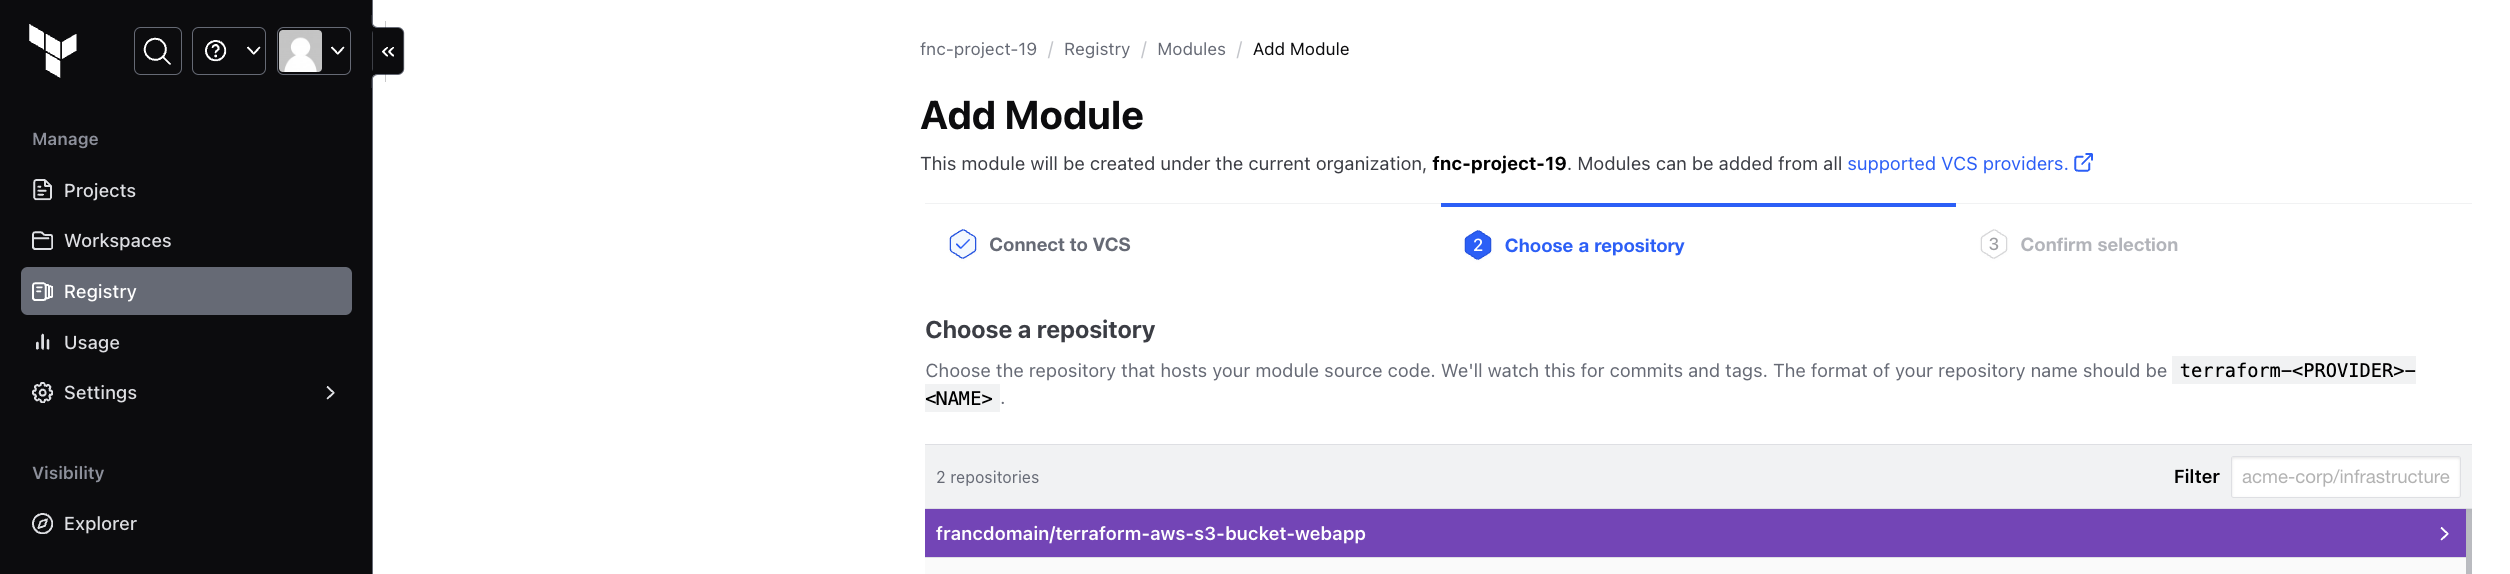 Manage
Projects
Workspaces
Registry
Usage
Settings
Visibility
Explorer
fnc-project-19 / Registry / Modules / Add Module
Add Module
This module will be created under the current organization, fnc-project-19. Modules can be added from all supported VCS providers.
Connect to VCS
2 Choose a repository
3 Confirm selection
Choose a repository
Choose the repository that hosts your module source code. We'll watch this for commits and tags. The format of your repository name should be terraform-<PROVIDER>-
<NAME> .
2 repositories
Filter acme-corp/infrastructure
francdomain/terraform-aws-s3-bucket-webapp